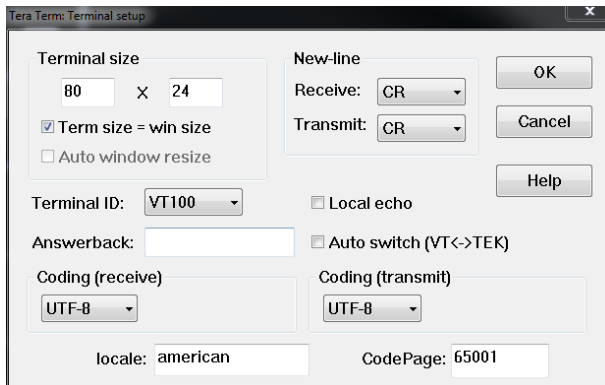 Tera Term: Terminal setup
x
Terminal size
80 X 24
Term size = win size
Auto window resize
New-line
Receive: CR
Transmit: CR
OK
Cancel
Help
Terminal ID: VT100
Local echo
Answerback:
Auto switch (VT<->TEK)
Coding (receive)
UTF-8
Coding (transmit)
UTF-8
locale: american
CodePage: 65001